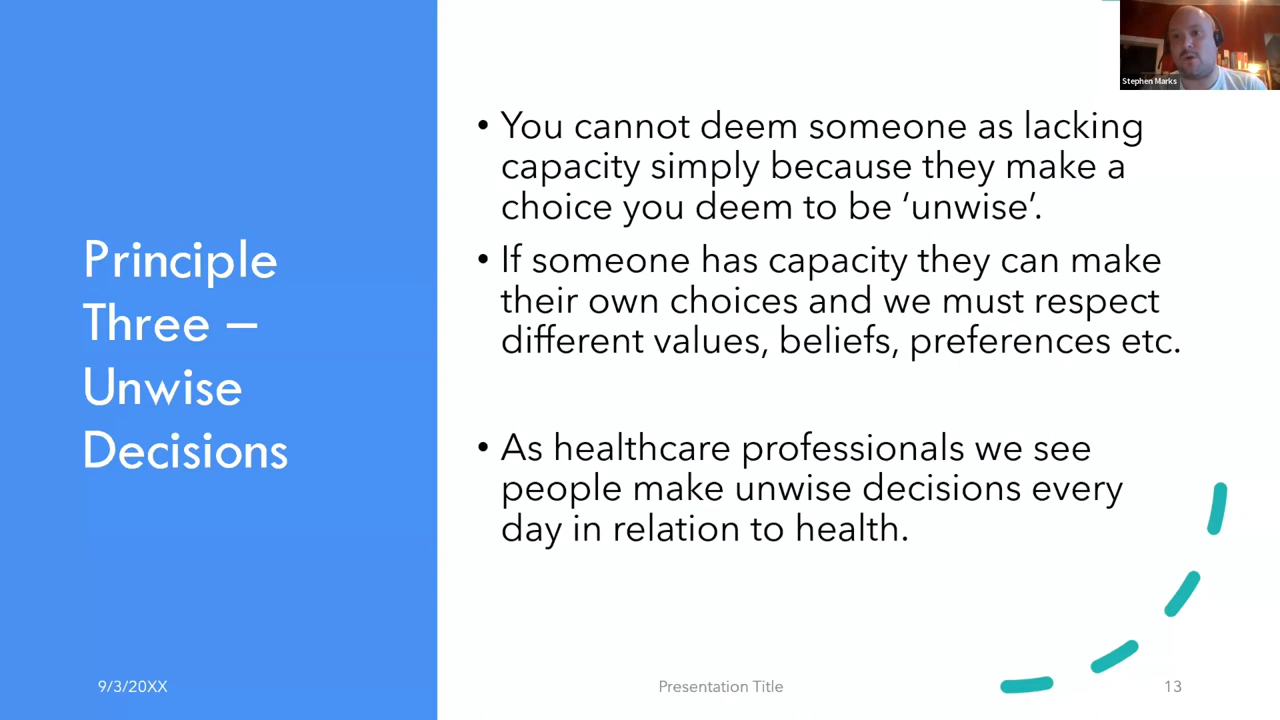 Stephen Marks
Principle
Three –
Unwise
Decisions
• You cannot deem someone as lacking
capacity simply because they make a
choice you deem to be ‘unwise’.
• If someone has capacity they can make
their own choices and we must respect
different values, beliefs, preferences etc.
• As healthcare professionals we see
people make unwise decisions every
day in relation to health.
9/3/20XX
Presentation Title
13